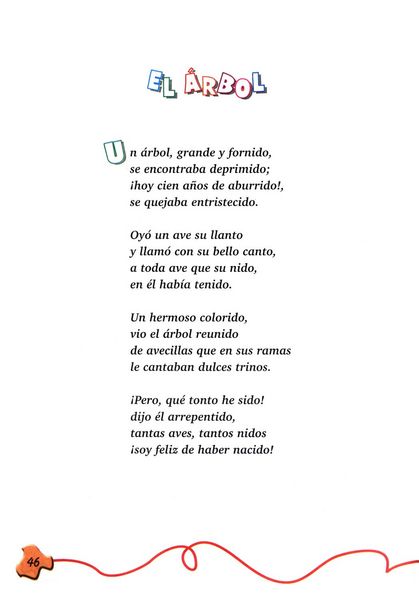 EL ÁRBOL
Un árbol, grande y fornido,
se encontraba deprimido;
¡hoy cien años de aburrido!,
se quejaba entristecido.
Oyó un ave su llanto
y llamó con su bello canto,
a toda ave que su nido,
en él había tenido.
Un hermoso colorido,
vio el árbol reunido
de avecillas que en sus ramas
le cantaban dulces trinos.
¡Pero, qué tonto he sido!
dijo él arrepentido,
tantas aves, tantos nidos
¡soy feliz de haber nacido!
46